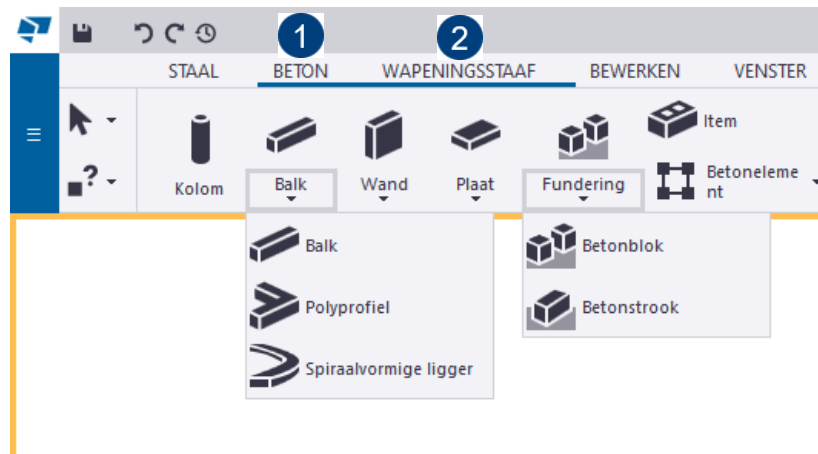 1 2
STAAL BETON WAPENINGSSTAAF BEWERKEN VENSTER
Item
? Betoneleme
Kolom Balk Wand Plaat Fundering nt
Balk Betonblok
Polyprofiel Betonstrook
Spiraalvormige ligger